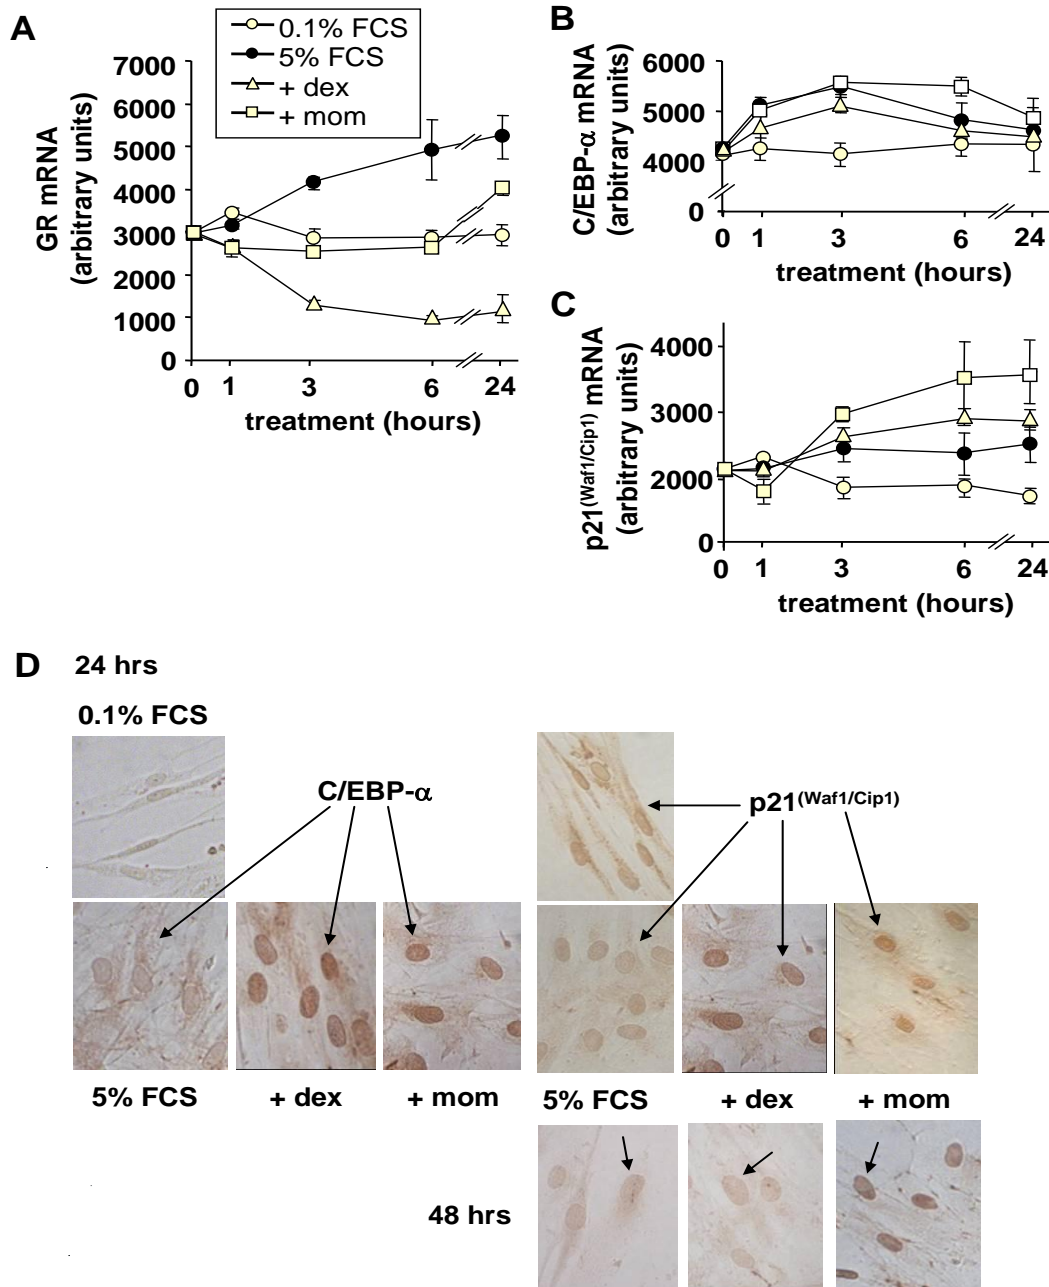 A
0.1% FCS
5% FCS
+ dex
+ mom
GR mRNA
(arbitrary units)
7000
6000
5000
4000
3000
2000
1000
0
0 1 3 6 24
treatment (hours)
B
C/EBP-α mRNA
(arbitrary units)
6000
5000
4000
0
0 1 3 6 24
treatment (hours)
C
p21(Waf1/Cip1) mRNA
(arbitrary units)
4000
3000
2000
0
0 1 3 6 24
treatment (hours)
D 24 hrs
0.1% FCS
C/EBP-α
p21(Waf1/Cip1)
5% FCS + dex + mom
5% FCS + dex + mom
48 hrs